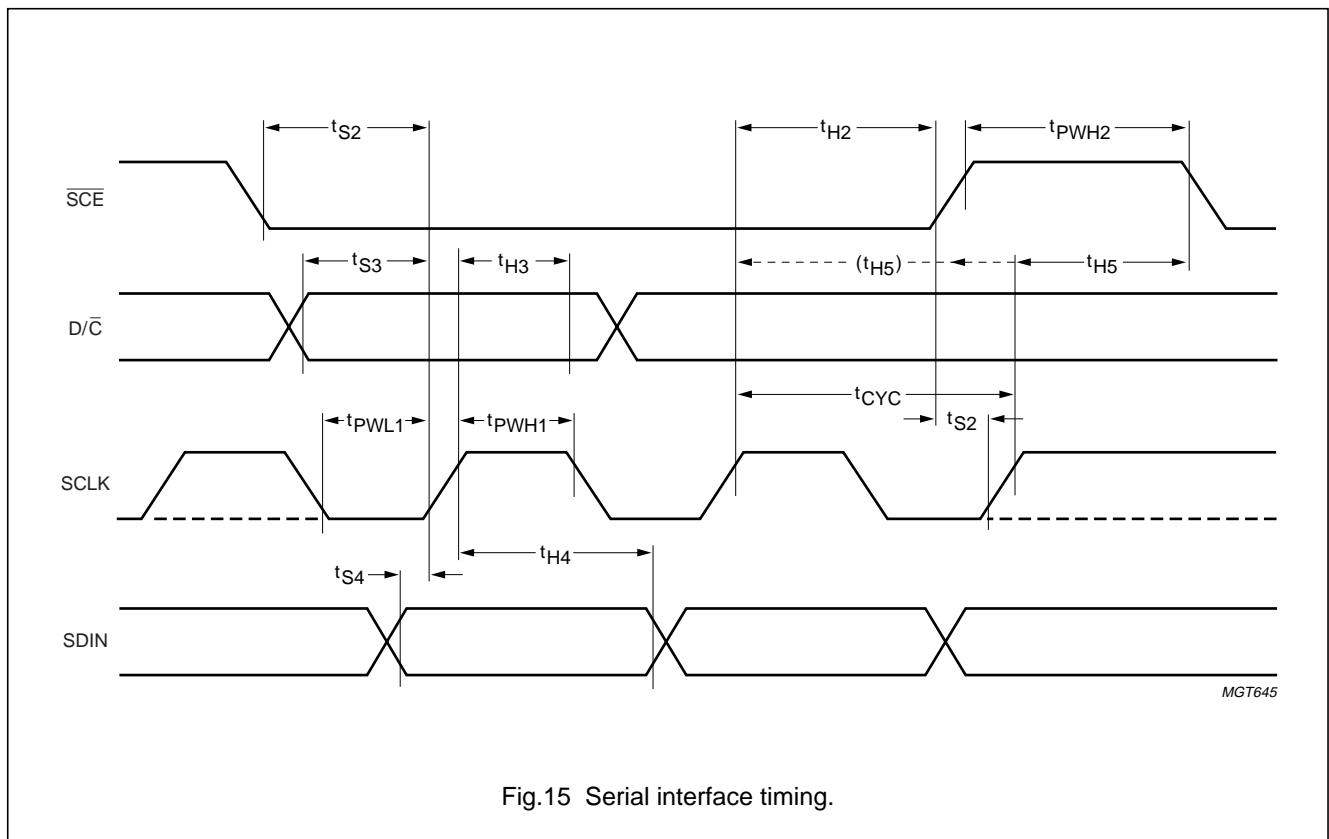 tS2 tH2 tPWH2
SCE
tS3 tH3 (tH5) tH5
D/C
tCYC
tPWL1 tPWH1 tS2
SCLK
tH4
tS4
SDIN
MGT645
Fig.15 Serial interface timing.